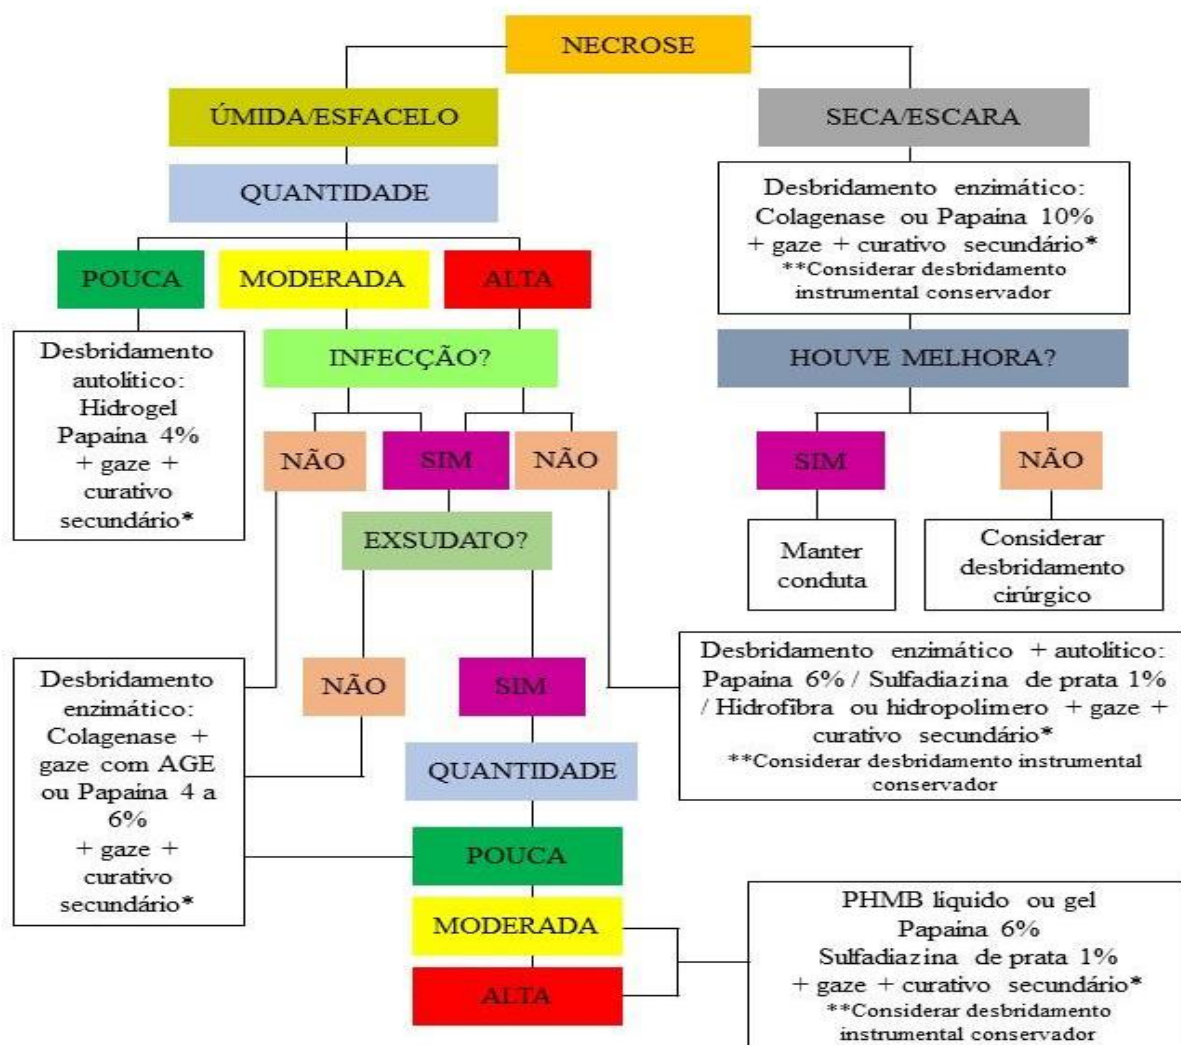 NECROSE
ÚMIDA/ESFACELO
SECA/ESCARA
QUANTIDADE
Desbridamento enzimático:
Colagenase ou Papaína 10%
+ gaze + curativo secundário*
**Considerar desbridamento
instrumental conservador
POUCA
MODERADA
ALTA
Desbridamento
autolítico:
Hidrogel
Papaína 4%
+ gaze +
curativo
secundário*
INFECÇÃO?
HOUVE MELHORA?
NÃO
SIM
NÃO
SIM
NÃO
EXSUDATO?
Manter
conduta
Considerar
desbridamento
cirúrgico
Desbridamento
enzimático:
Colagenase +
gaze com AGE
ou Papaína 4 a
6%
+ gaze +
curativo
secundário*
NÃO
SIM
Desbridamento enzimático + autolítico:
Papaína 6% / Sulfadiazina de prata 1%
/ Hidrofibra ou hidropolímero + gaze +
curativo secundário*
**Considerar desbridamento instrumental
conservador
QUANTIDADE
POUCA
MODERADA
ALTA
PHMB líquido ou gel
Papaína 6%
Sulfadiazina de prata 1%
+ gaze + curativo secundário*
**Considerar desbridamento
instrumental conservador